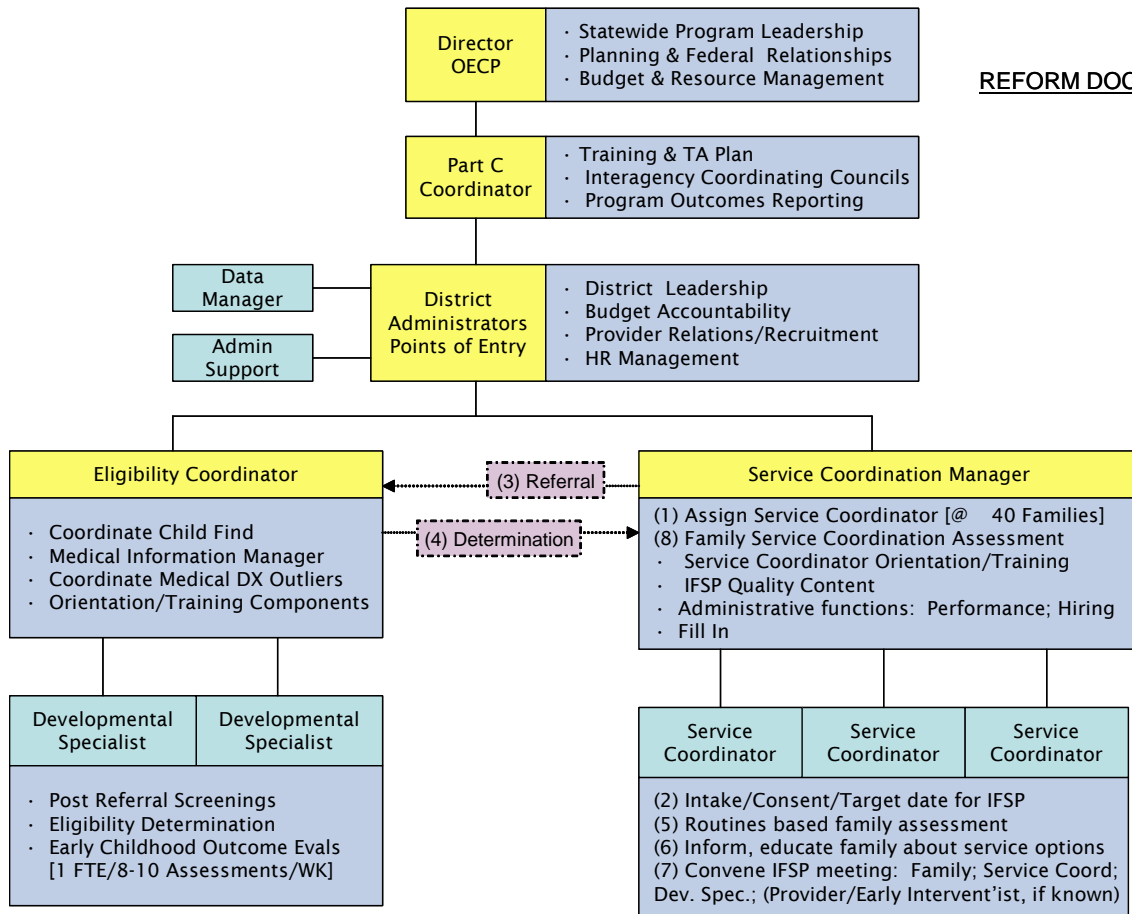 Director
OECP
· Statewide Program Leadership
· Planning & Federal Relationships
· Budget & Resource Management
REFORM DOC
Part C
Coordinator
· Training & TA Plan
· Interagency Coordinating Councils
· Program Outcomes Reporting
Data
Manager
Admin
Support
District
Administrators
Points of Entry
· District Leadership
· Budget Accountability
· Provider Relations/Recruitment
· HR Management
Eligibility Coordinator
· Coordinate Child Find
· Medical Information Manager
· Coordinate Medical DX Outliers
· Orientation/Training Components
(3) Referral
(4) Determination
Service Coordination Manager
(1) Assign Service Coordinator [@ 40 Families]
(8) Family Service Coordination Assessment
· Service Coordinator Orientation/Training
· IFSP Quality Content
· Administrative functions: Performance; Hiring
· Fill In
Developmental
Specialist
Developmental
Specialist
· Post Referral Screenings
· Eligibility Determination
· Early Childhood Outcome Evals
[1 FTE/8-10 Assessments/WK]
Service
Coordinator
Service
Coordinator
Service
Coordinator
(2) Intake/Consent/Target date for IFSP
(5) Routines based family assessment
(6) Inform, educate family about service options
(7) Convene IFSP meeting: Family; Service Coord;
Dev. Spec.; (Provider/Early Intervent'ist, if known)